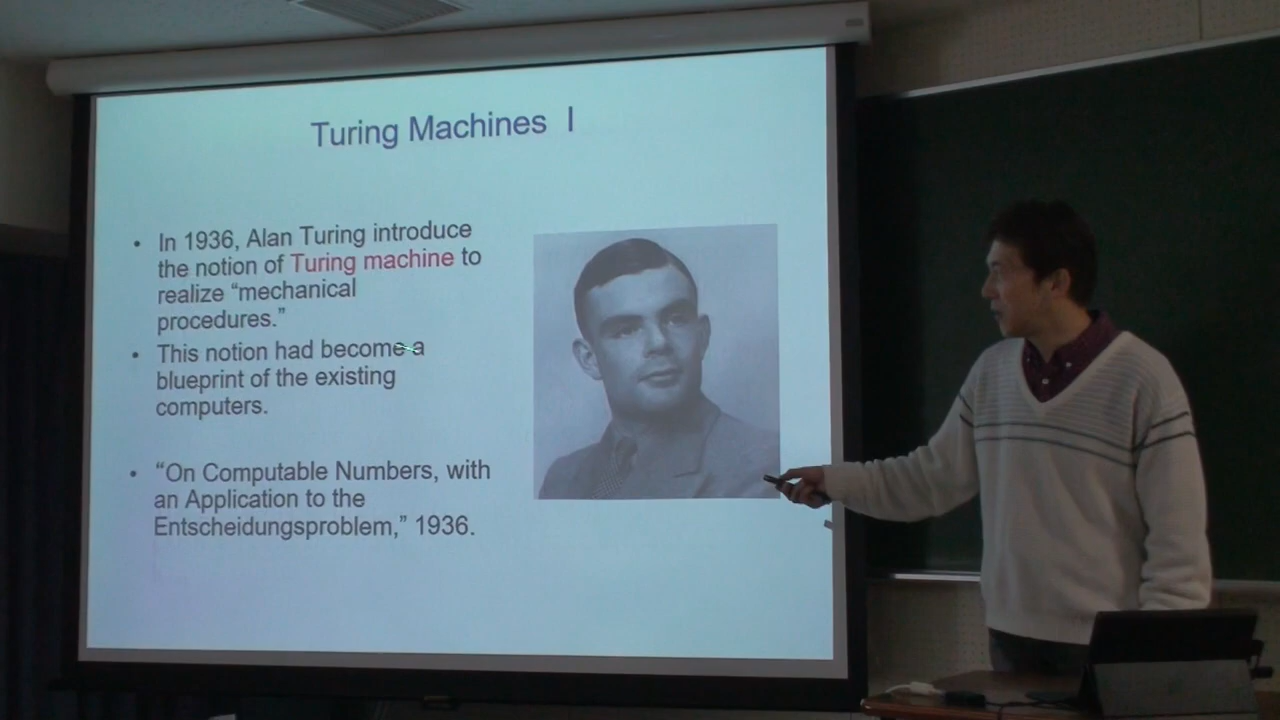 Turing Machines I
• In 1936, Alan Turing introduce
the notion of Turing machine to
realize “mechanical
procedures.”
• This notion had become a
blueprint of the existing
computers.
• “On Computable Numbers, with
an Application to the
Entscheidungsproblem,” 1936.